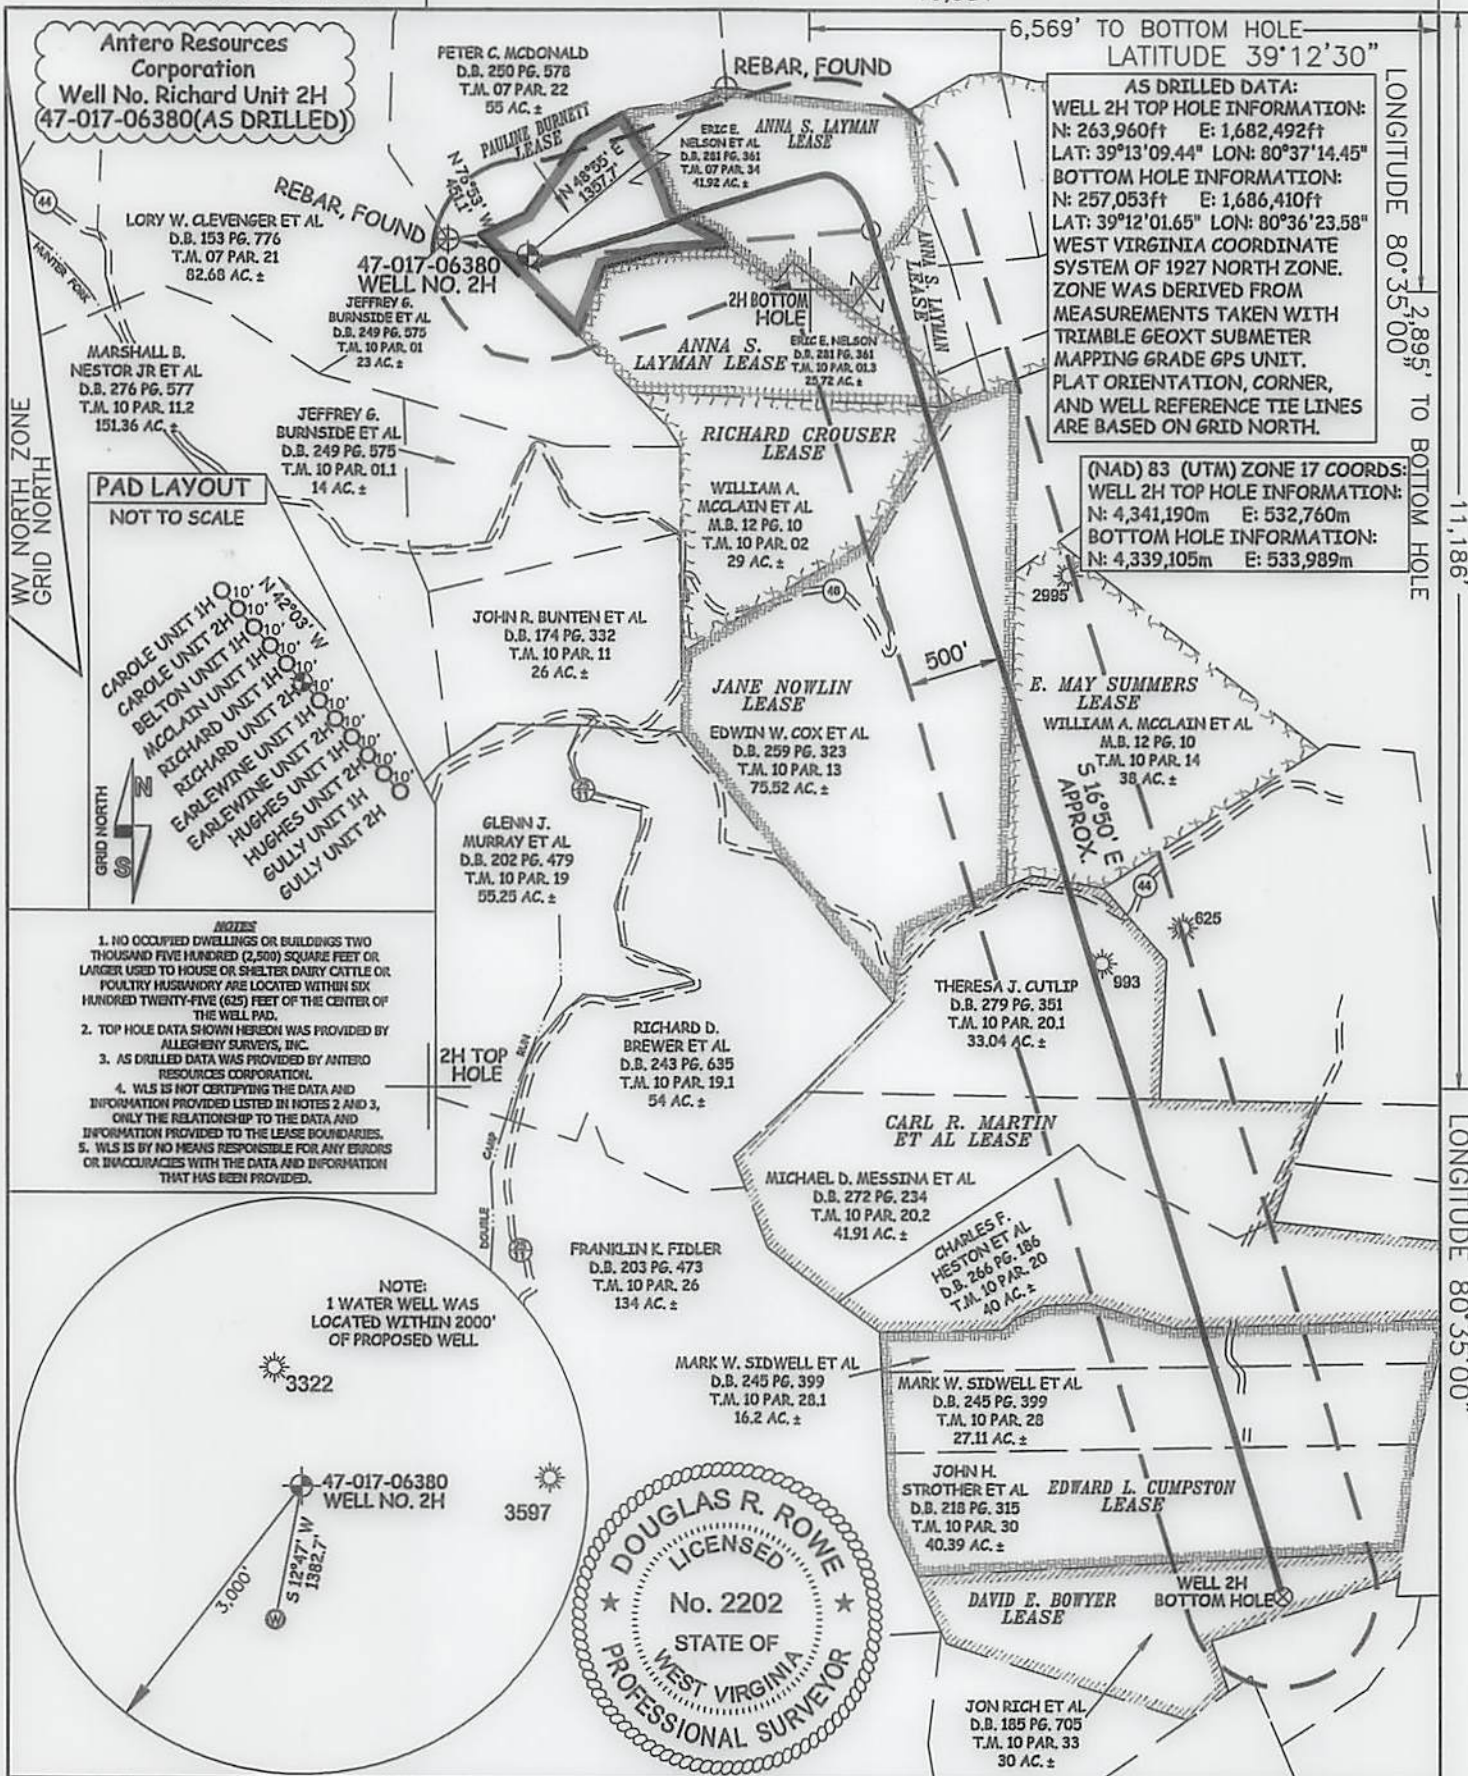 Antero Resources
Corporation
Well No. Richard Unit 2H
47-017-06380(AS DRILLED)
6,569' TO BOTTOM HOLE
LATITUDE 39°12'30"
LONGITUDE 80°35'00"
2,895' TO BOTTOM HOLE
11,186'
LONGITUDE 80°35'00"
AS DRILLED DATA:
WELL 2H TOP HOLE INFORMATION:
N: 263,960ft E: 1,682,492ft
LAT: 39°13'09.44" LON: 80°37'14.45"
BOTTOM HOLE INFORMATION:
N: 257,053ft E: 1,686,410ft
LAT: 39°12'01.65" LON: 80°36'23.58"
WEST VIRGINIA COORDINATE
SYSTEM OF 1927 NORTH ZONE.
ZONE WAS DERIVED FROM
MEASUREMENTS TAKEN WITH
TRIMBLE GEOXT SUBMETER
MAPPING GRADE GPS UNIT.
PLAT ORIENTATION, CORNER,
AND WELL REFERENCE TIE LINES
ARE BASED ON GRID NORTH.
(NAD) 83 (UTM) ZONE 17 COORDS:
WELL 2H TOP HOLE INFORMATION:
N: 4,341,190m E: 532,760m
BOTTOM HOLE INFORMATION:
N: 4,339,105m E: 533,989m
PETER C. MCDONALD
D.B. 250 PG. 578
T.M. 07 PAR. 22
55 AC. ±
REBAR, FOUND
PAULINE BURNETT
LEASE
ERIC E.
NELSON ET AL
D.B. 281 PG. 361
T.M. 07 PAR. 34
41.92 AC. ±
ANNA S. LAYMAN
LEASE
N 48°55' E
1357.7'
N 76°53' W
451.1'
REBAR, FOUND
44
HUNTER FORK
LORY W. CLEVENGER ET AL
D.B. 153 PG. 776
T.M. 07 PAR. 21
82.68 AC. ±
47-017-06380
WELL NO. 2H
JEFFREY G.
BURNSIDE ET AL
D.B. 249 PG. 575
T.M. 10 PAR. 01
23 AC. ±
2H BOTTOM
HOLE
ANNA S. LAYMAN
LEASE
ANNA S.
LAYMAN LEASE
ERIC E. NELSON
D.B. 281 PG. 361
T.M. 10 PAR. 01.3
25.72 AC. ±
MARSHALL B.
NESTOR JR ET AL
D.B. 276 PG. 577
T.M. 10 PAR. 11.2
151.36 AC. ±
JEFFREY G.
BURNSIDE ET AL
D.B. 249 PG. 575
T.M. 10 PAR. 01.1
14 AC. ±
WV NORTH ZONE
GRID NORTH
RICHARD CROUSER
LEASE
WILLIAM A.
MCCLAIN ET AL
M.B. 12 PG. 10
T.M. 10 PAR. 02
29 AC. ±
PAD LAYOUT
NOT TO SCALE
N 42°03' W
CAROLE UNIT 1H 10'
CAROLE UNIT 2H 10'
BELTON UNIT 1H 10'
MCCLAIN UNIT 1H 10'
RICHARD UNIT 1H 10'
RICHARD UNIT 2H 10'
EARLEWINE UNIT 1H 10'
EARLEWINE UNIT 2H 10'
HUGHES UNIT 1H 10'
HUGHES UNIT 2H 10'
GULLY UNIT 1H 10'
GULLY UNIT 2H
GRID NORTH
N
S
JOHN R. BUNTEN ET AL
D.B. 174 PG. 332
T.M. 10 PAR. 11
26 AC. ±
48
2995
500'
JANE NOWLIN
LEASE
EDWIN W. COX ET AL
D.B. 259 PG. 323
T.M. 10 PAR. 13
75.52 AC. ±
E. MAY SUMMERS
LEASE
WILLIAM A. MCCLAIN ET AL
M.B. 12 PG. 10
T.M. 10 PAR. 14
38 AC. ±
S 16°50' E
APPROX.
44
625
993
GLENN J.
MURRAY ET AL
D.B. 202 PG. 479
T.M. 10 PAR. 19
55.25 AC. ±
NOTES
1. NO OCCUPIED DWELLINGS OR BUILDINGS TWO
THOUSAND FIVE HUNDRED (2,500) SQUARE FEET OR
LARGER USED TO HOUSE OR SHELTER DAIRY CATTLE OR
POULTRY HUSBANDRY ARE LOCATED WITHIN SIX
HUNDRED TWENTY-FIVE (625) FEET OF THE CENTER OF
THE WELL PAD.
2. TOP HOLE DATA SHOWN HEREON WAS PROVIDED BY
ALLEGHENY SURVEYS, INC.
3. AS DRILLED DATA WAS PROVIDED BY ANTERO
RESOURCES CORPORATION.
4. WLS IS NOT CERTIFYING THE DATA AND
INFORMATION PROVIDED LISTED IN NOTES 2 AND 3,
ONLY THE RELATIONSHIP TO THE DATA AND
INFORMATION PROVIDED TO THE LEASE BOUNDARIES.
5. WLS IS BY NO MEANS RESPONSIBLE FOR ANY ERRORS
OR INACCURACIES WITH THE DATA AND INFORMATION
THAT HAS BEEN PROVIDED.
2H TOP
HOLE
DOUBLE CAMP RUN
RICHARD D.
BREWER ET AL
D.B. 243 PG. 635
T.M. 10 PAR. 19.1
54 AC. ±
THERESA J. CUTLIP
D.B. 279 PG. 351
T.M. 10 PAR. 20.1
33.04 AC. ±
CARL R. MARTIN
ET AL LEASE
MICHAEL D. MESSINA ET AL
D.B. 272 PG. 234
T.M. 10 PAR. 20.2
41.91 AC. ±
CHARLES F.
HESTON ET AL
D.B. 266 PG. 186
T.M. 10 PAR. 20
40 AC. ±
FRANKLIN K. FIDLER
D.B. 203 PG. 473
T.M. 10 PAR. 26
134 AC. ±
NOTE:
1 WATER WELL WAS
LOCATED WITHIN 2000'
OF PROPOSED WELL
3322
47-017-06380
WELL NO. 2H
3597
S 12°47' W
1382.7'
W
3,000'
MARK W. SIDWELL ET AL
D.B. 245 PG. 399
T.M. 10 PAR. 28.1
16.2 AC. ±
MARK W. SIDWELL ET AL
D.B. 245 PG. 399
T.M. 10 PAR. 28
27.11 AC. ±
JOHN H.
STROTHER ET AL
D.B. 218 PG. 315
T.M. 10 PAR. 30
40.39 AC. ±
EDWARD L. CUMPSTON
LEASE
DAVID E. BOWYER
LEASE
WELL 2H
BOTTOM HOLE
JON RICH ET AL
D.B. 185 PG. 705
T.M. 10 PAR. 33
30 AC. ±
DOUGLAS R. ROWE
LICENSED
No. 2202
STATE OF
WEST VIRGINIA
PROFESSIONAL SURVEYOR